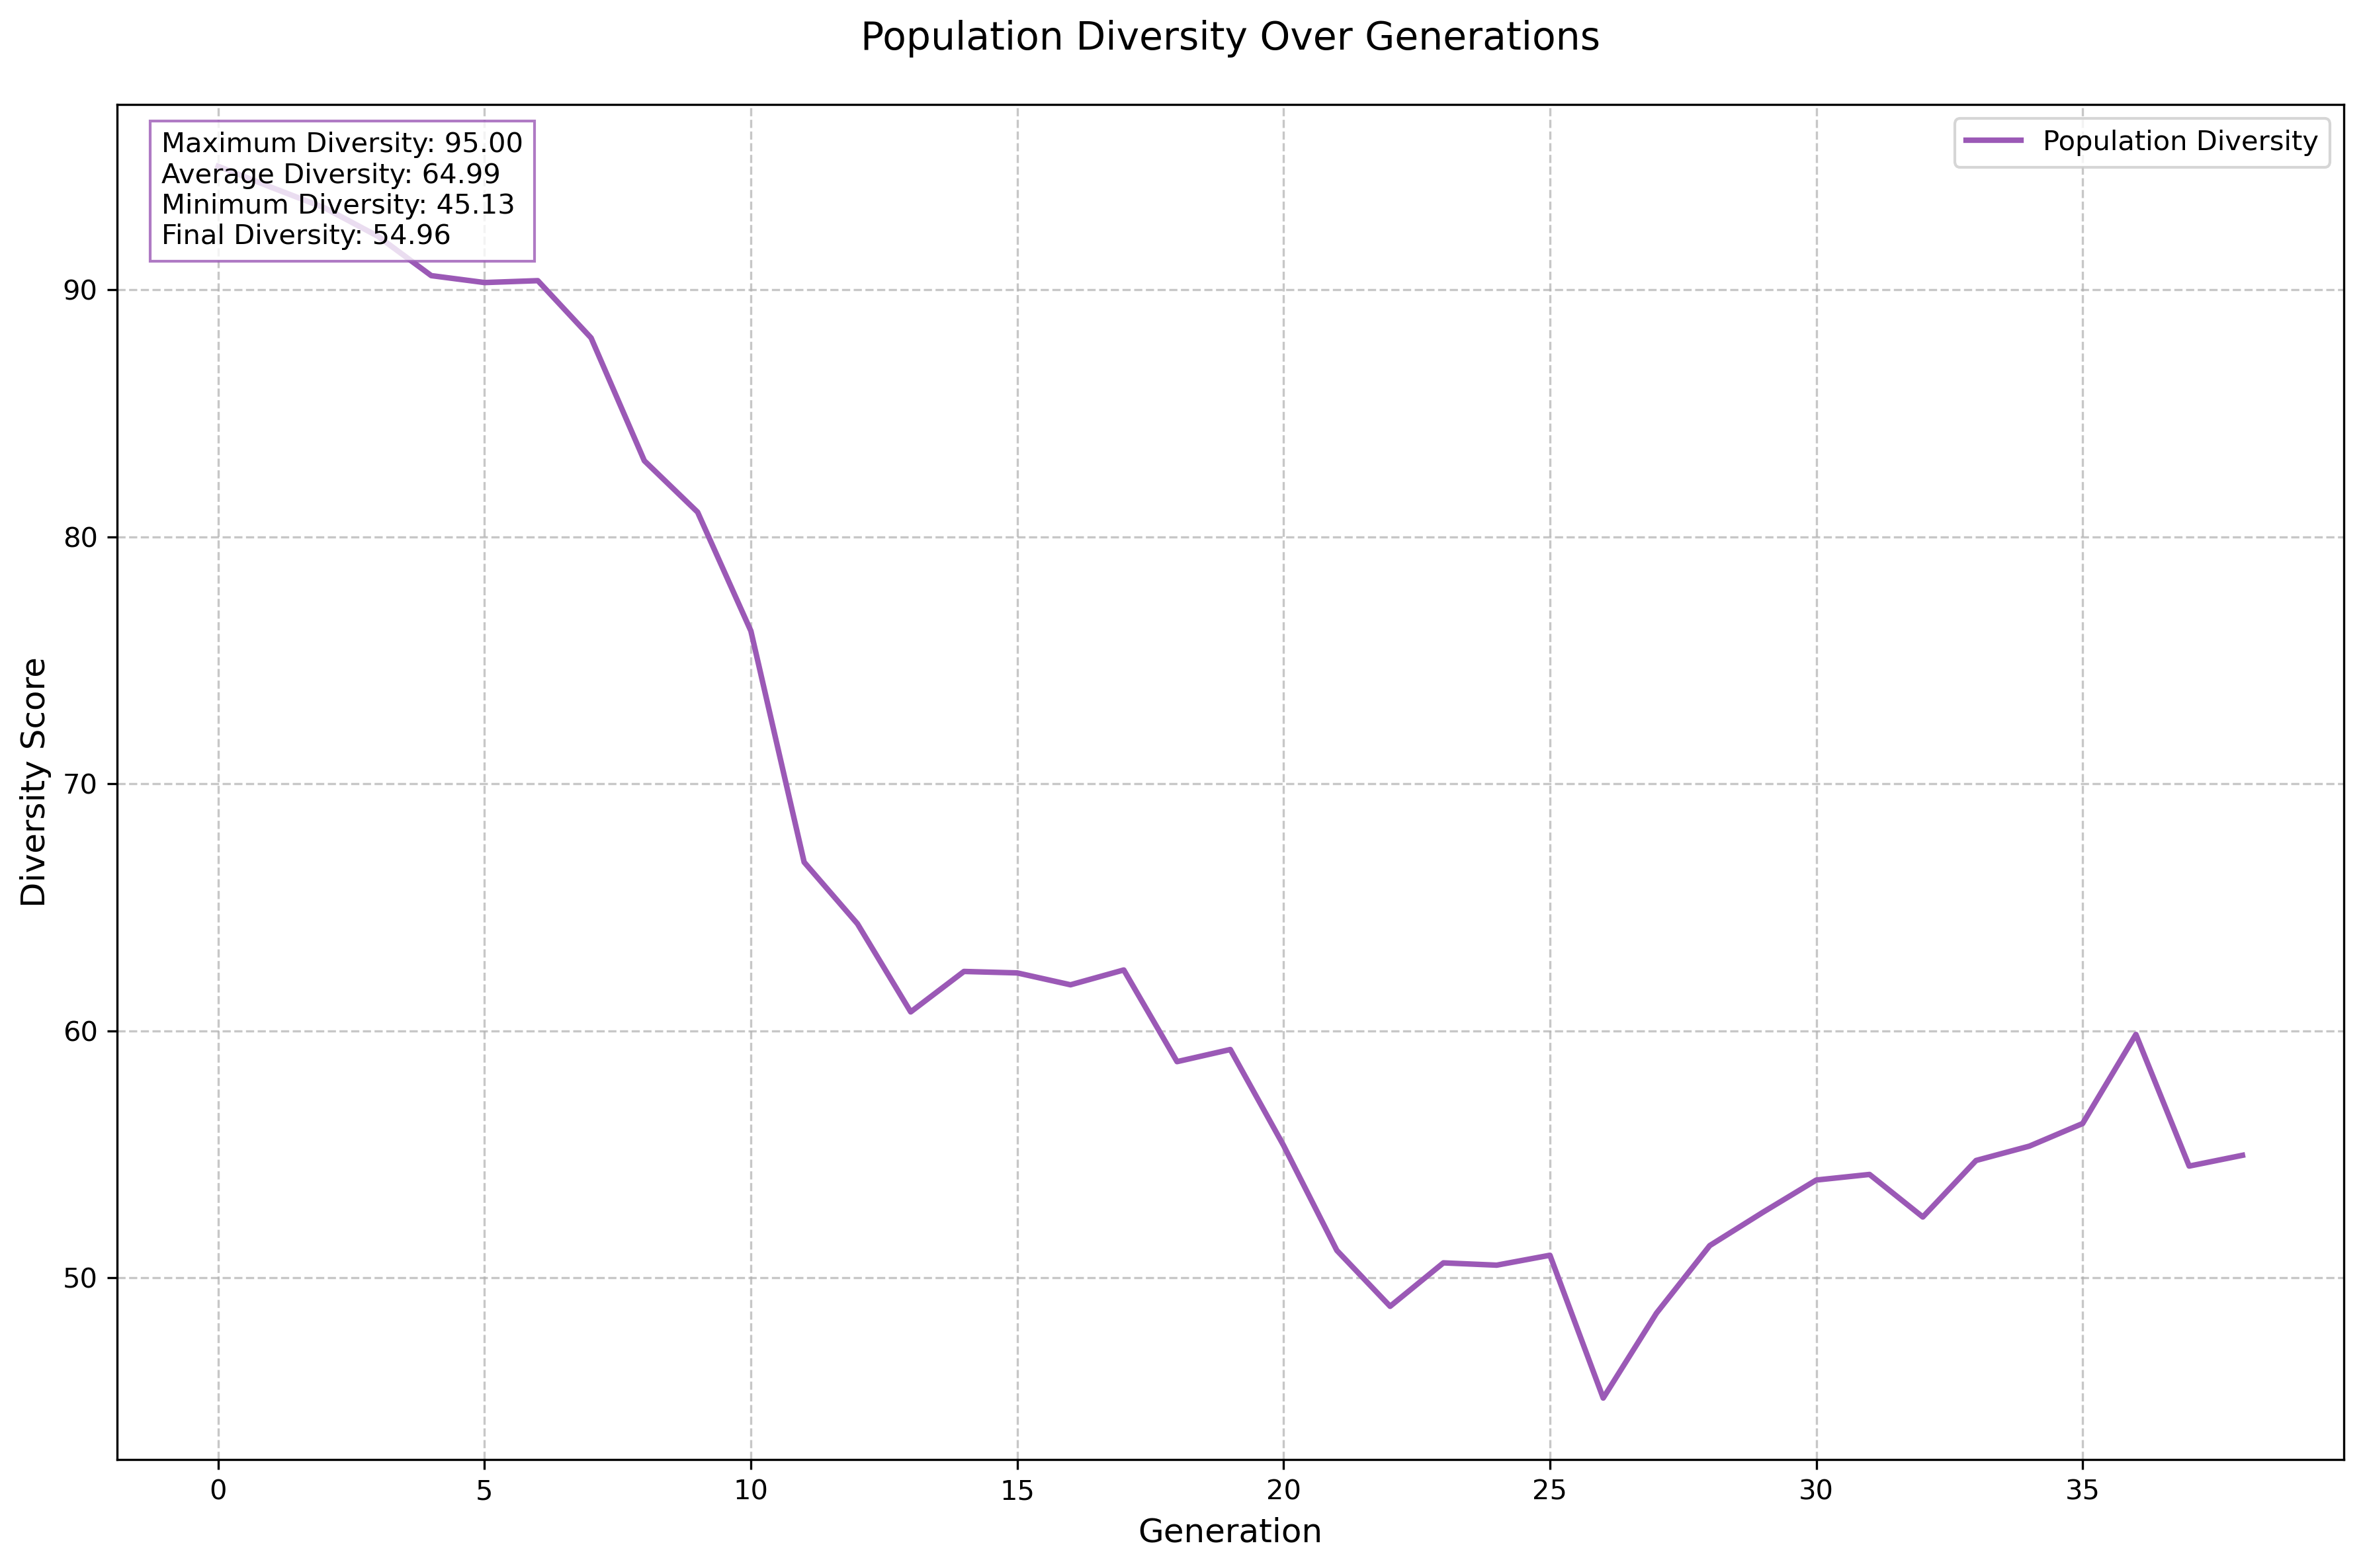 Population Diversity Over Generations
Maximum Diversity: 95.00
Average Diversity: 64.99
Minimum Diversity: 45.13
Final Diversity: 54.96
Population Diversity
90
80
70
60
50
Diversity Score
0 5 10 15 20 25 30 35
Generation